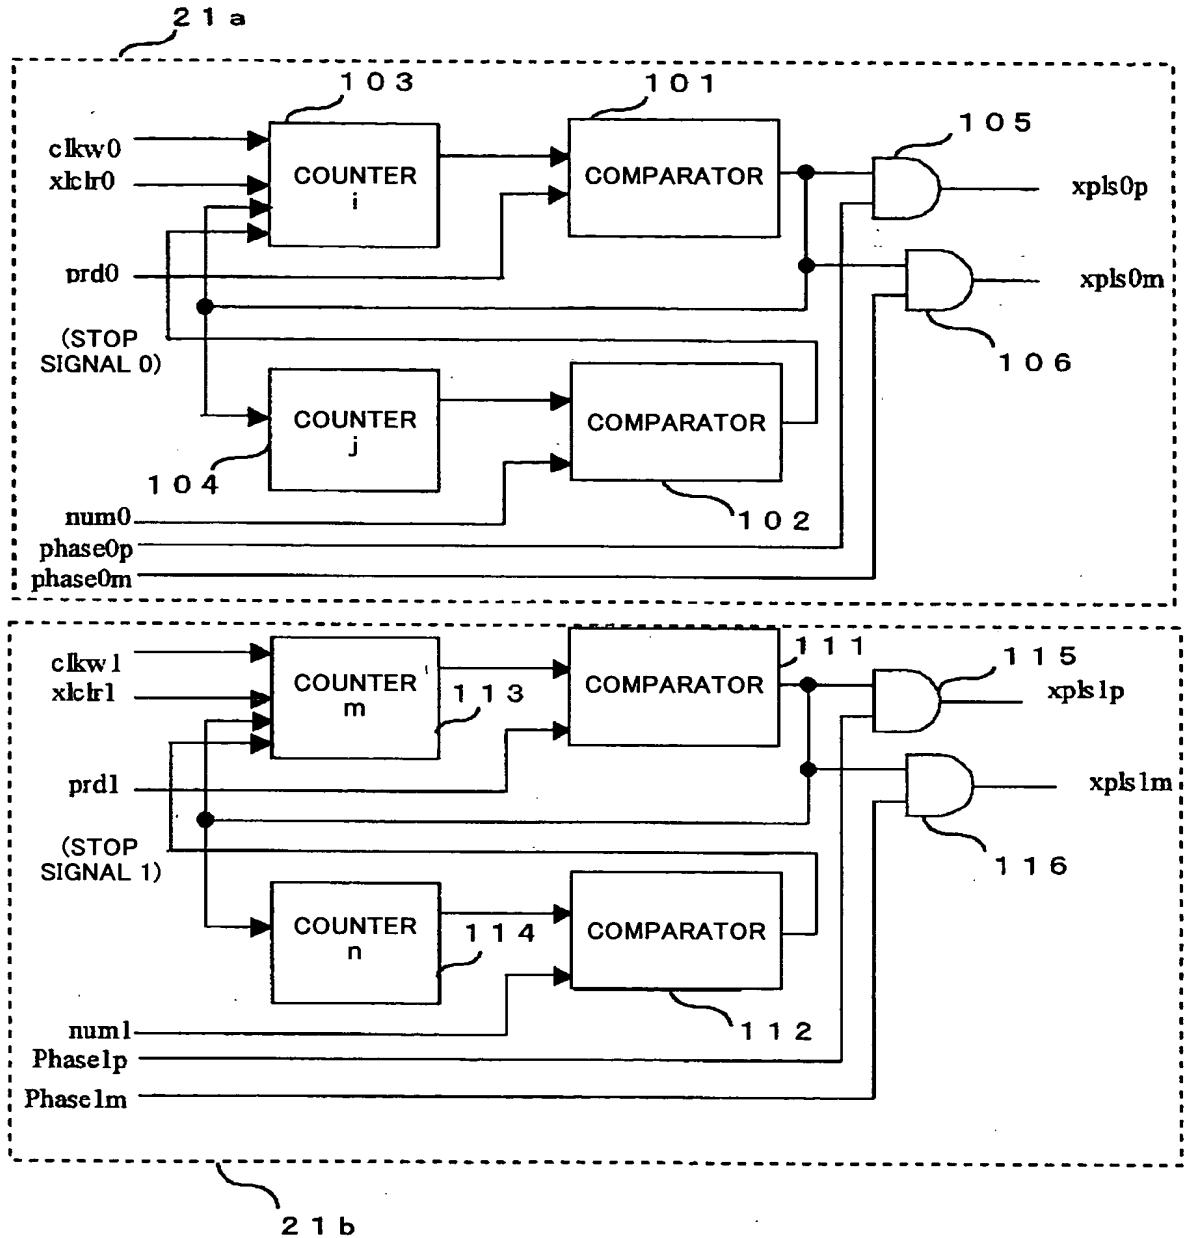 21a
103
101
105
clkw0
xlclr0
COUNTER
i
COMPARATOR
xpls0p
prd0
xpls0m
(STOP
SIGNAL 0)
106
COUNTER
j
COMPARATOR
104
102
num0
phase0p
phase0m
clkw1
xlclr1
COUNTER
m
113
COMPARATOR
111
115
xpls1p
prd1
xpls1m
(STOP
SIGNAL 1)
116
COUNTER
n
114
COMPARATOR
112
num1
Phase1p
Phase1m
21b